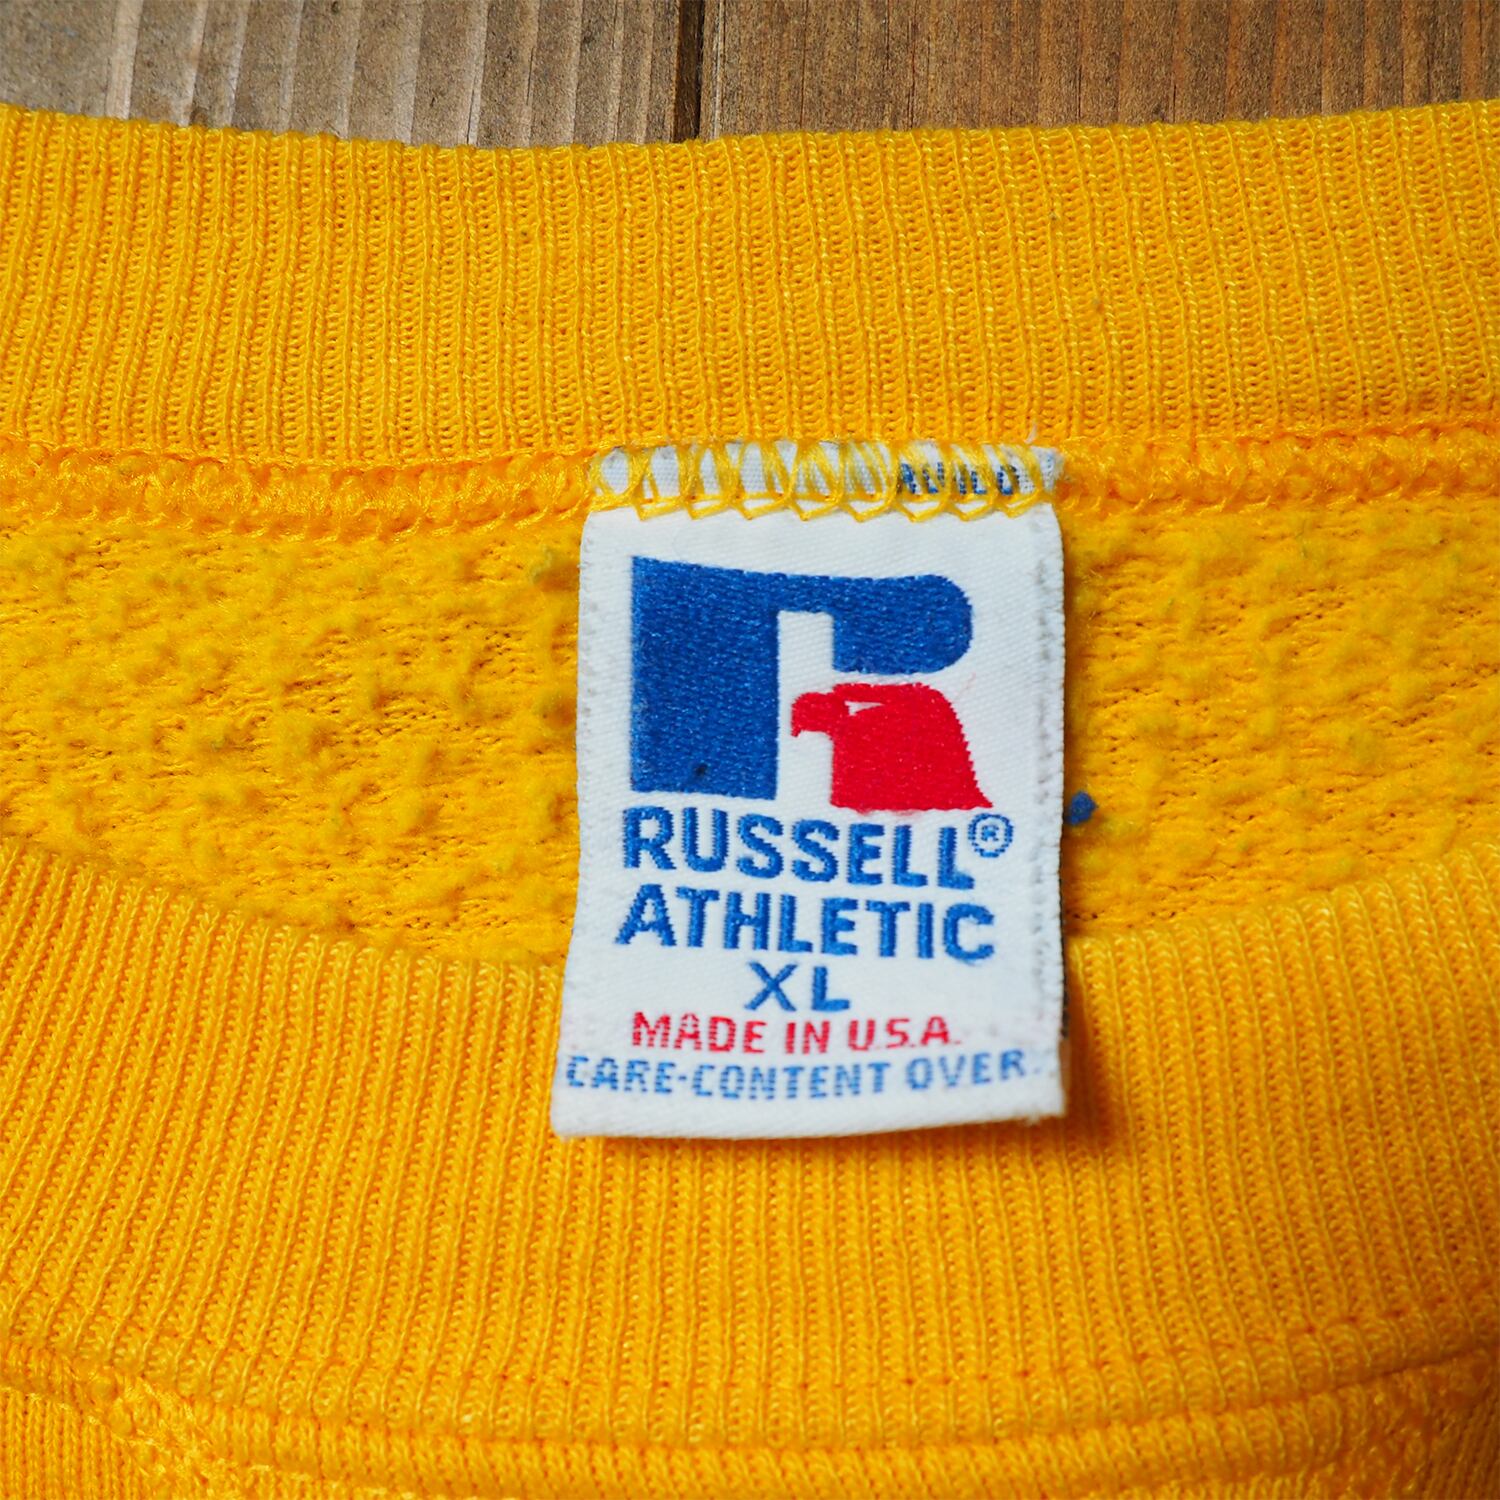 RUSSELL®
ATHLETIC
XL
MADE IN U.S.A.
CARE-CONTENT OVER